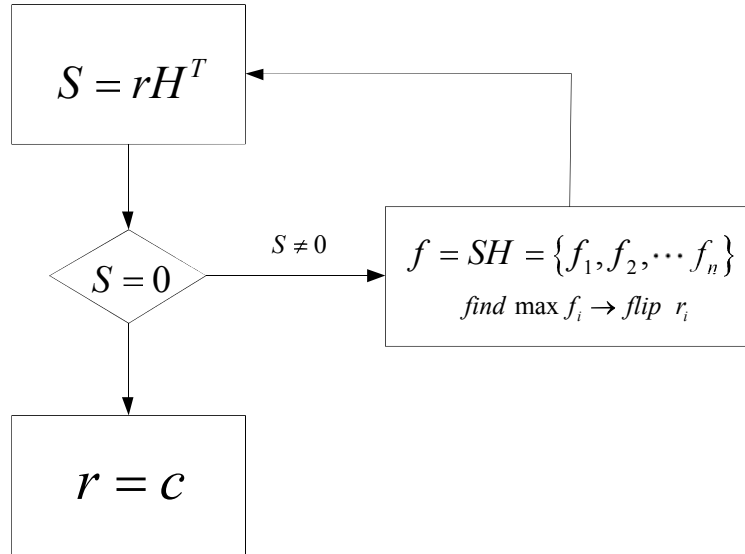 S = rH^T
S = 0
S ≠ 0
f = SH = {f_1, f_2, ⋯ f_n}
find max f_i → flip r_i
r = c